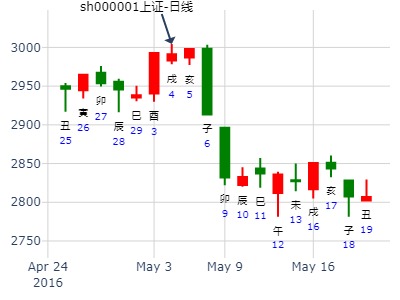 sh000001上证-日线
3000
2950
2900
2850
2800
2750
丑
25
寅
26
卯
27
辰
28
巳
29
酉
3
戌
4
亥
5
子
6
卯
9
辰
10
巳
11
午
12
未
13
戌
16
亥
17
子
18
丑
19
Apr 24
2016
May 3
May 9
May 16